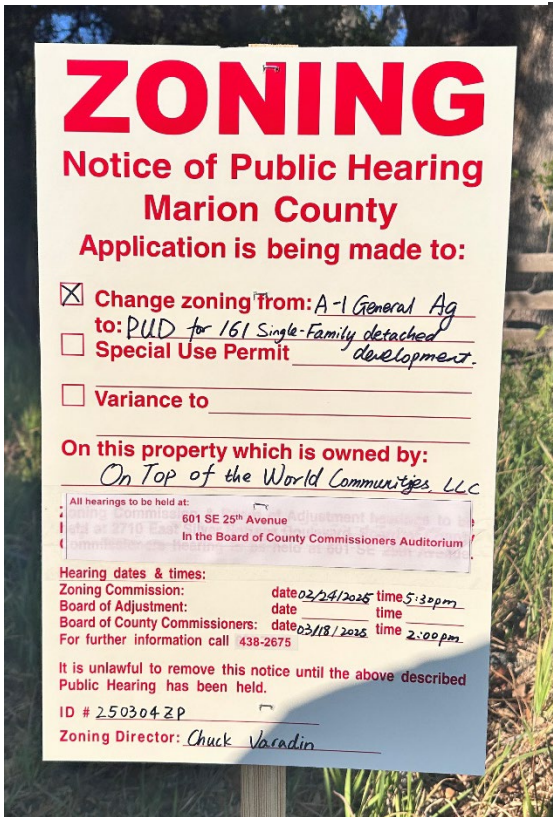 ZONING
Notice of Public Hearing
Marion County
Application is being made to:
☒ Change zoning from: A-1 General Ag
to: PUD for 161 Single-Family detached
☐ Special Use Permit development.
☐ Variance to
On this property which is owned by:
On Top of the World Communities, LLC
All hearings to be held at:
601 SE 25th Avenue
In the Board of County Commissioners Auditorium
Hearing dates & times:
Zoning Commission: date 02/24/2025 time 5:30pm
Board of Adjustment: date time
Board of County Commissioners: date 03/18/2025 time 2:00pm
For further information call 438-2675
It is unlawful to remove this notice until the above described
Public Hearing has been held.
ID # 250304ZP
Zoning Director: Chuck Varadin